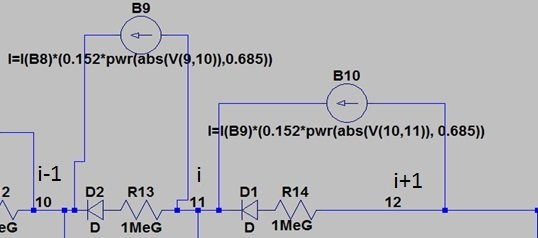 B9
I=I(B8)*(0.152*pwr(abs(V(9,10)),0.685))
B10
I=I(B9)*(0.152*pwr(abs(V(10,11)), 0.685))
i-1
i
i+1
2
10
D2
R13
11
D1
R14
12
eG
D
1MeG
D
1MeG